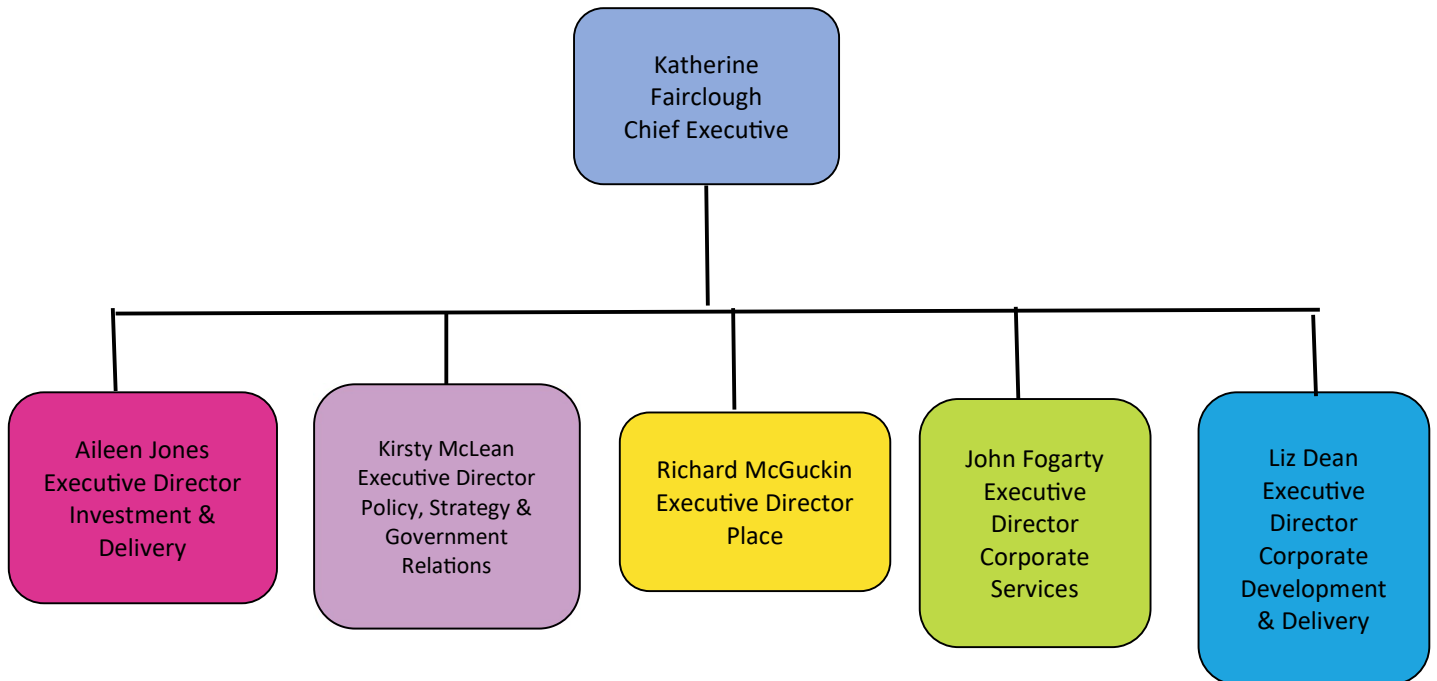 Katherine
Fairclough
Chief Executive
Aileen Jones
Executive Director
Investment &
Delivery
Kirsty McLean
Executive Director
Policy, Strategy &
Government
Relations
Richard McGuckin
Executive Director
Place
John Fogarty
Executive
Director
Corporate
Services
Liz Dean
Executive
Director
Corporate
Development
& Delivery